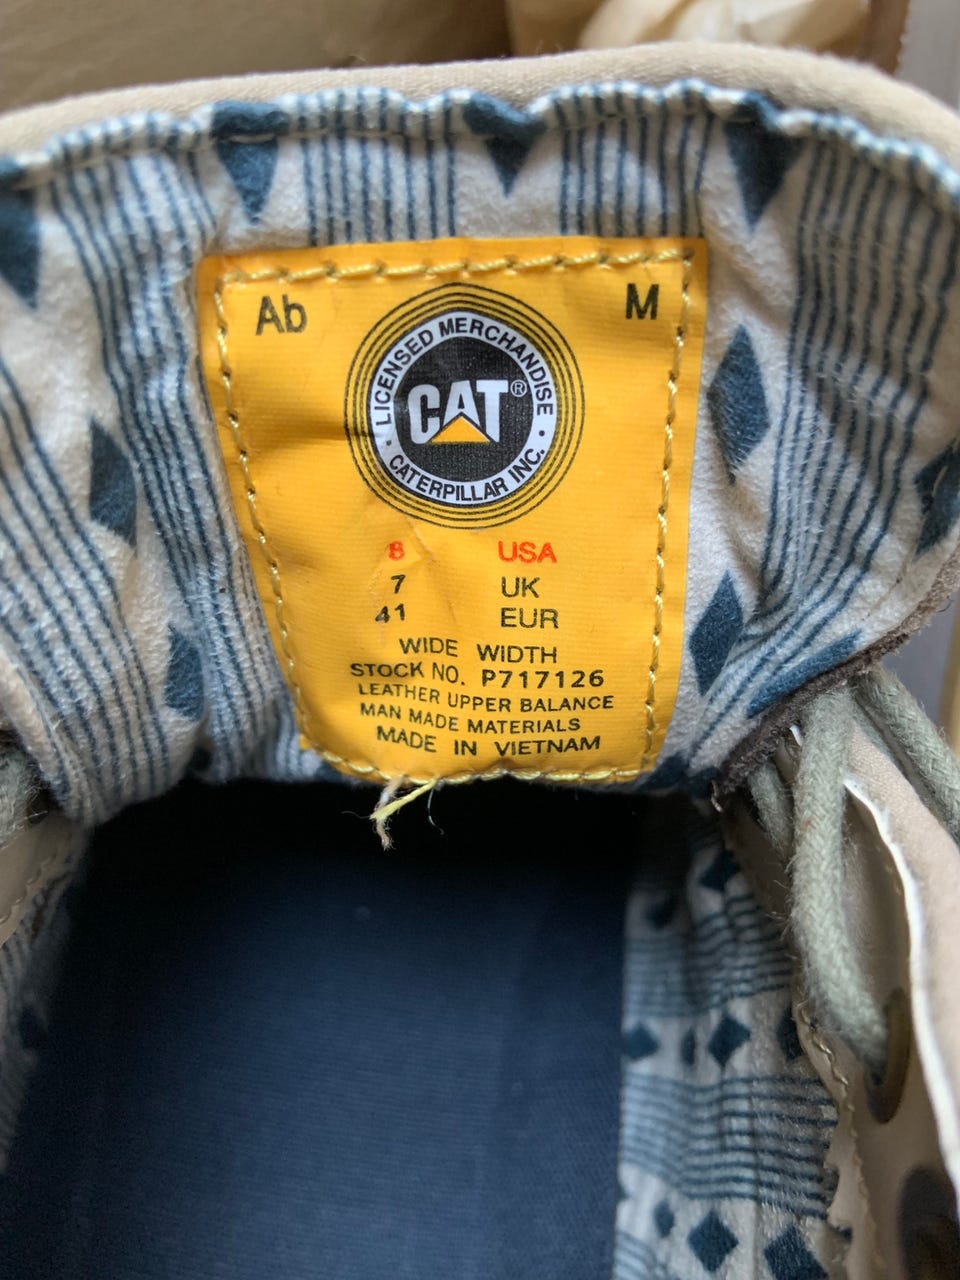 Ab M
LICENSED MERCHANDISE
CAT®
CATERPILLAR INC.
8 USA
7 UK
41 EUR
WIDE WIDTH
STOCK NO. P717126
LEATHER UPPER BALANCE
MAN MADE MATERIALS
MADE IN VIETNAM